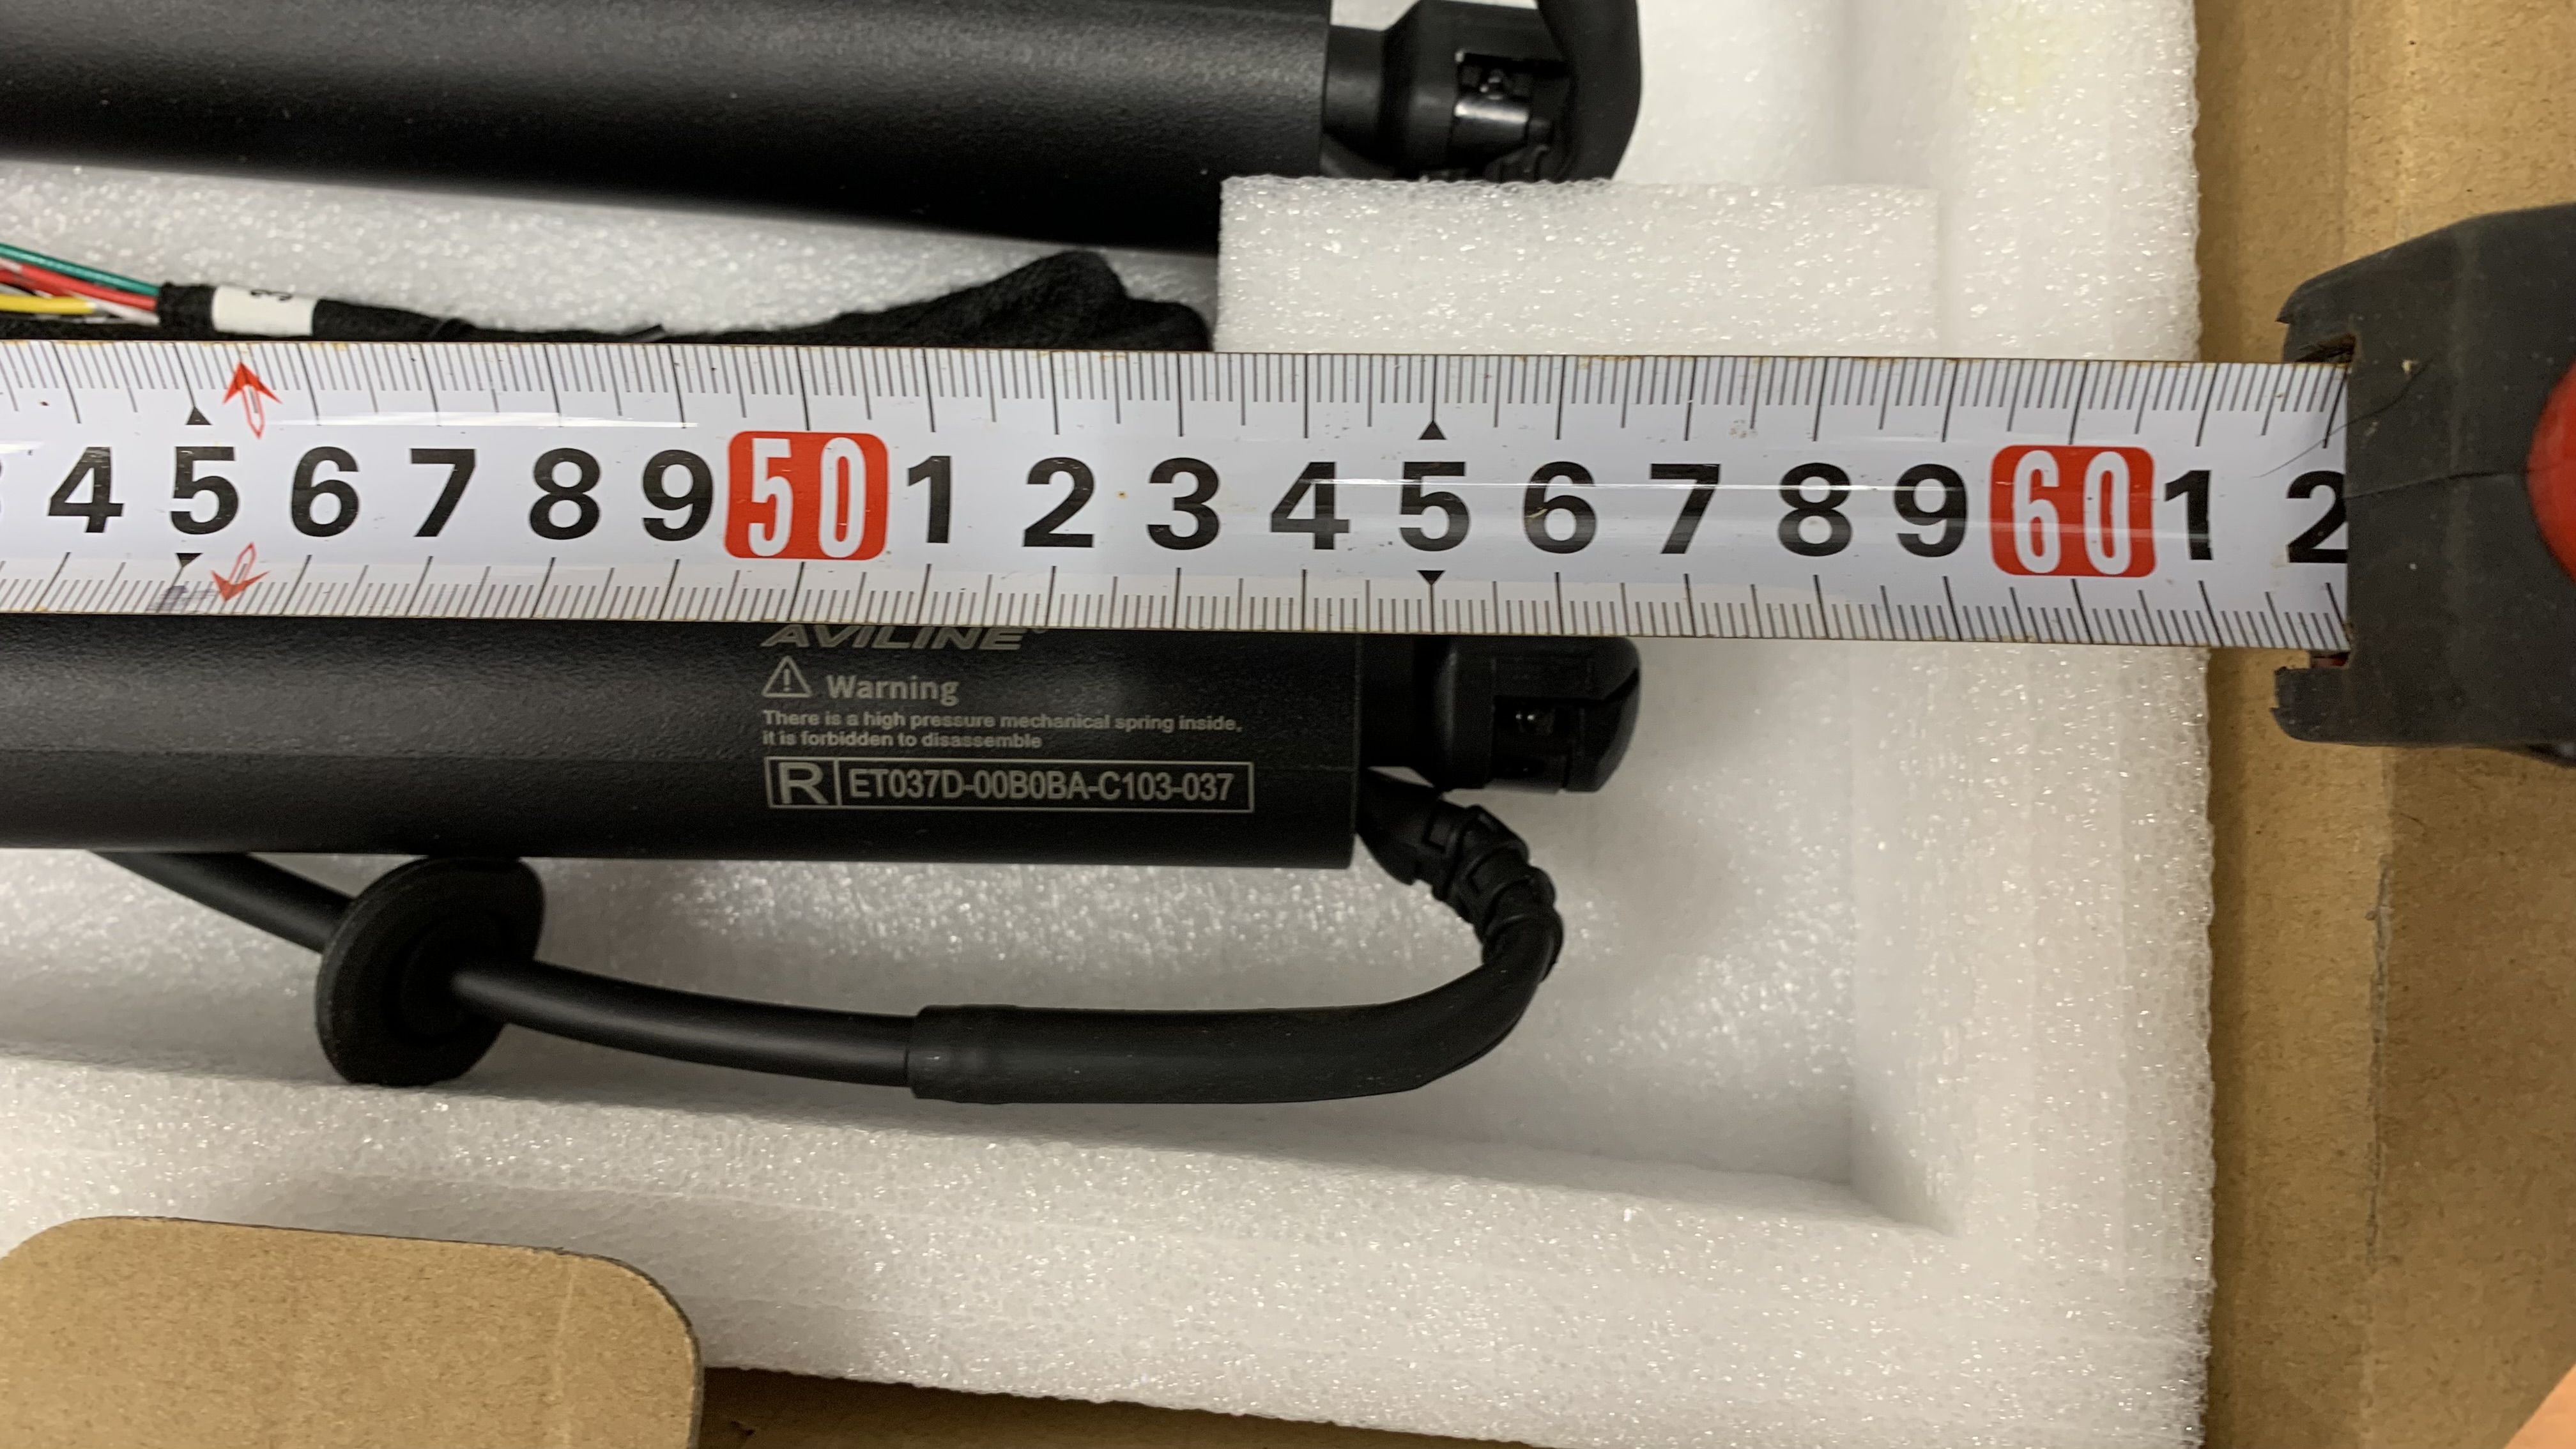 4 5 6 7 8 9 50 1 2 3 4 5 6 7 8 9 60 1 2
AVILINE
Warning
There is a high pressure mechanical spring inside,
it is forbidden to disassemble
R ET037D-00B0BA-C103-037